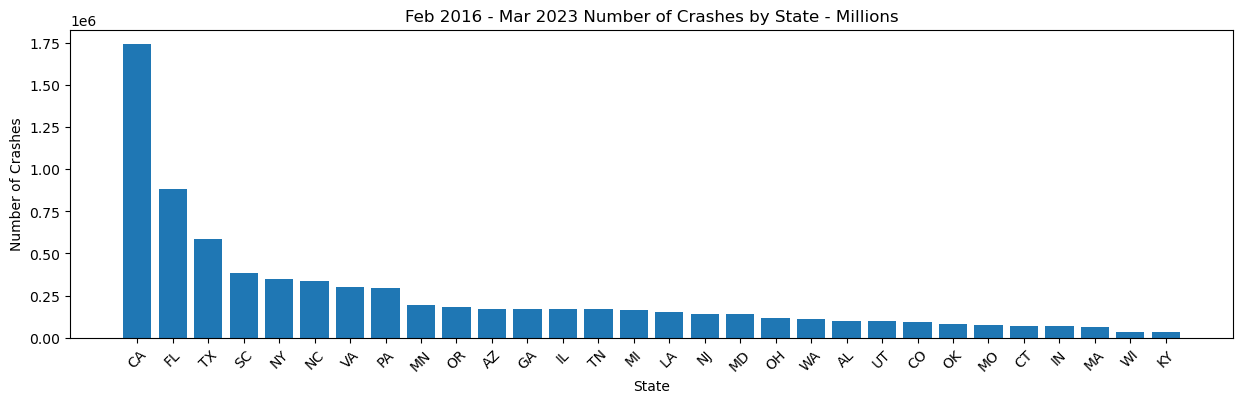 Feb 2016 - Mar 2023 Number of Crashes by State - Millions
1e6
1.75
1.50
1.25
1.00
0.75
0.50
0.25
0.00
Number of Crashes
CA FL TX SC NY NC VA PA MN OR AZ GA IL TN MI LA NJ MD OH WA AL UT CO OK MO CT IN MA WI KY
State